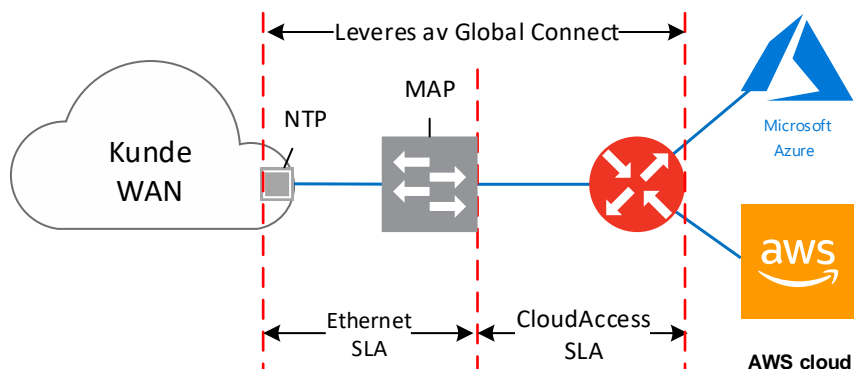 Leveres av Global Connect
MAP
NTP
Kunde
WAN
Microsoft
Azure
aws
Ethernet
SLA
CloudAccess
SLA
AWS cloud